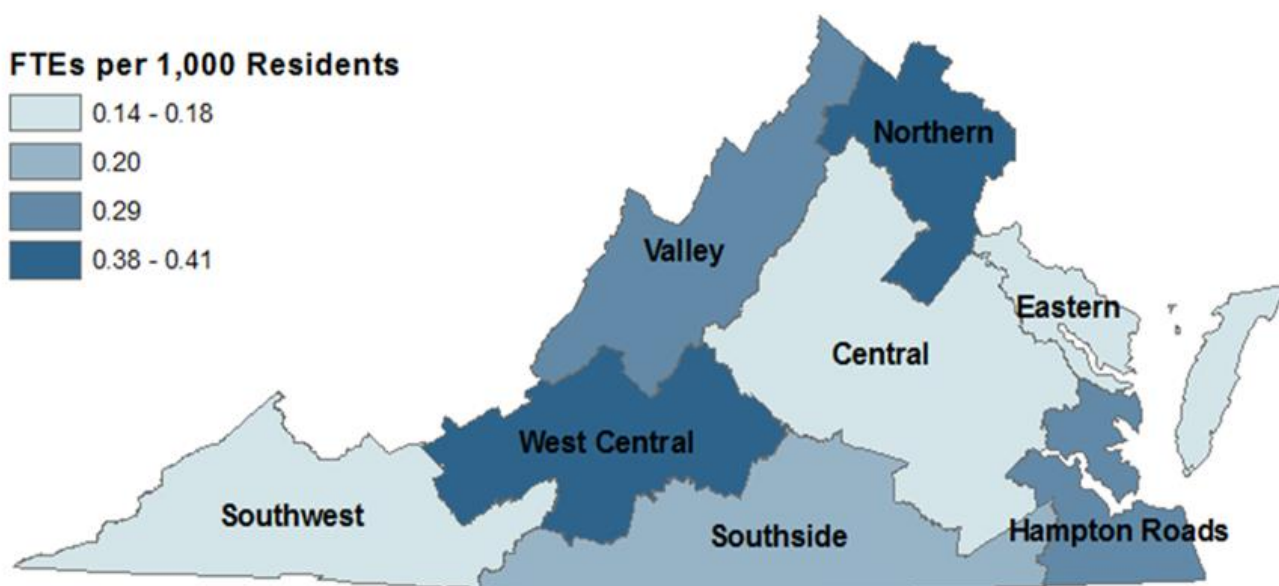 FTEs per 1,000 Residents
0.14 - 0.18
0.20
0.29
0.38 - 0.41
Northern
Valley
Eastern
Central
West Central
Southwest
Southside
Hampton Roads